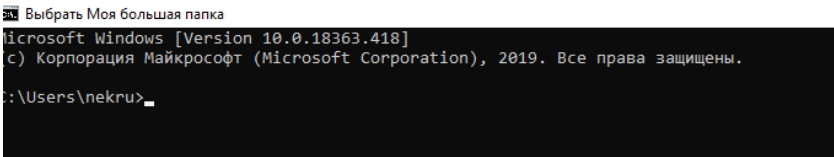 Выбрать Моя большая папка
Microsoft Windows [Version 10.0.18363.418]
(c) Корпорация Майкрософт (Microsoft Corporation), 2019. Все права защищены.
C:\Users\nekru>